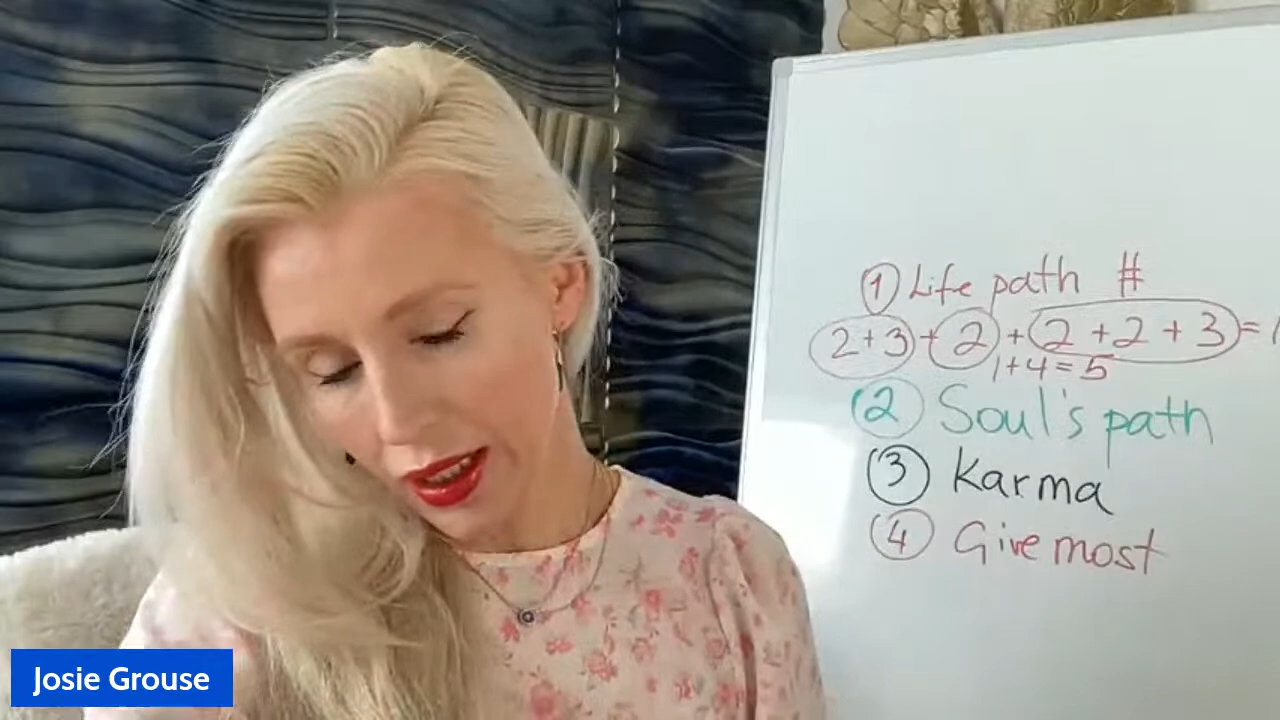 ① Life path #
2+3 + 2 + 2 + 2 + 3 = 1
1+4=5
② Soul's path
③ Karma
④ Give most
Josie Grouse